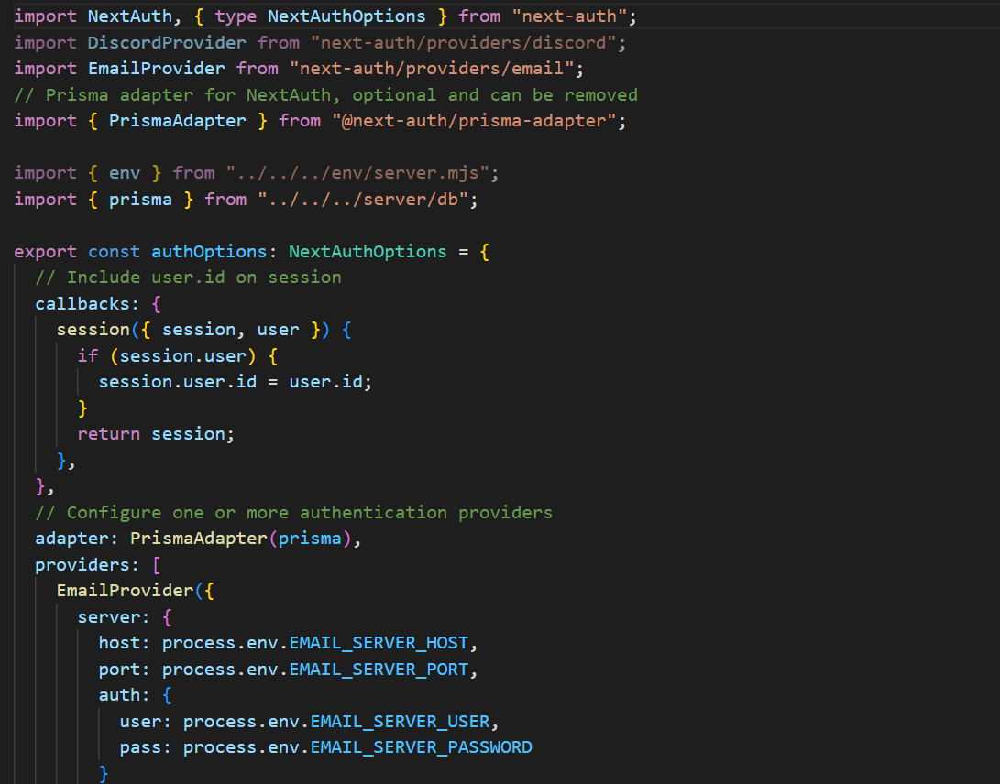 import NextAuth, { type NextAuthOptions } from "next-auth";
import DiscordProvider from "next-auth/providers/discord";
import EmailProvider from "next-auth/providers/email";
// Prisma adapter for NextAuth, optional and can be removed
import { PrismaAdapter } from "@next-auth/prisma-adapter";

import { env } from "../../../env/server.mjs";
import { prisma } from "../../../server/db";

export const authOptions: NextAuthOptions = {
  // Include user.id on session
  callbacks: {
    session({ session, user }) {
      if (session.user) {
        session.user.id = user.id;
      }
      return session;
    },
  },
  // Configure one or more authentication providers
  adapter: PrismaAdapter(prisma),
  providers: [
    EmailProvider({
      server: {
        host: process.env.EMAIL_SERVER_HOST,
        port: process.env.EMAIL_SERVER_PORT,
        auth: {
          user: process.env.EMAIL_SERVER_USER,
          pass: process.env.EMAIL_SERVER_PASSWORD
        }